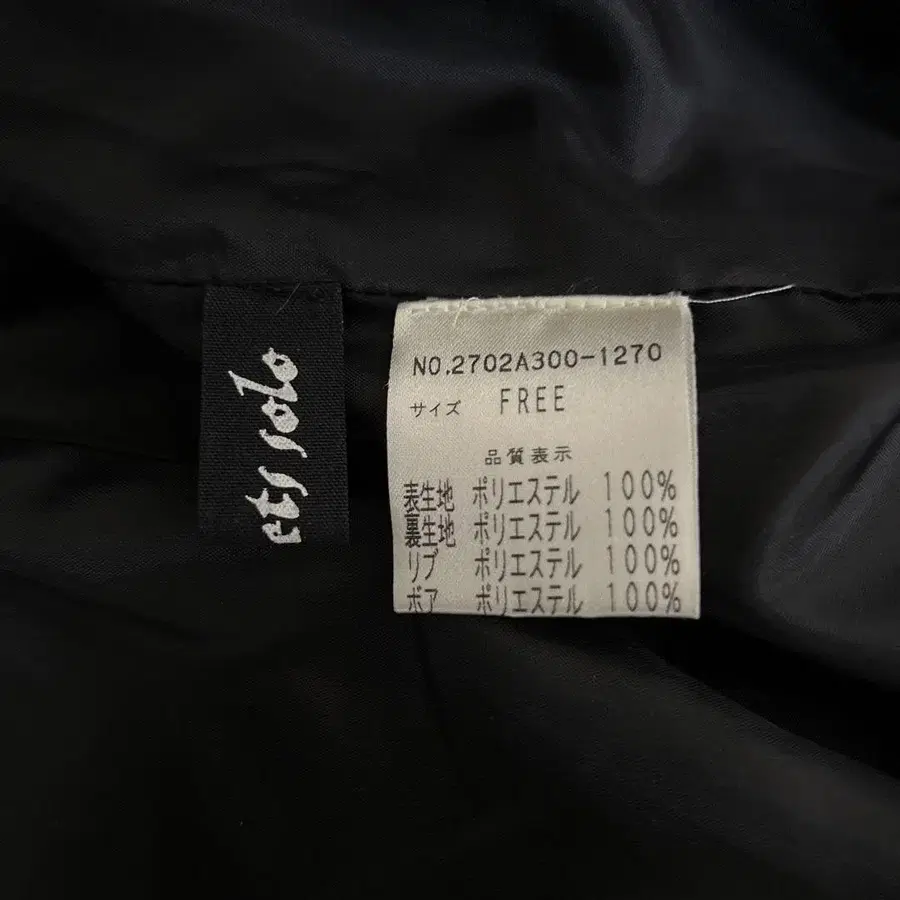 ets solo
NO.2702A300-1270
サイズ FREE
品質表示
表生地 ポリエステル 100%
裏生地 ポリエステル 100%
リブ ポリエステル 100%
ボア ポリエステル 100%